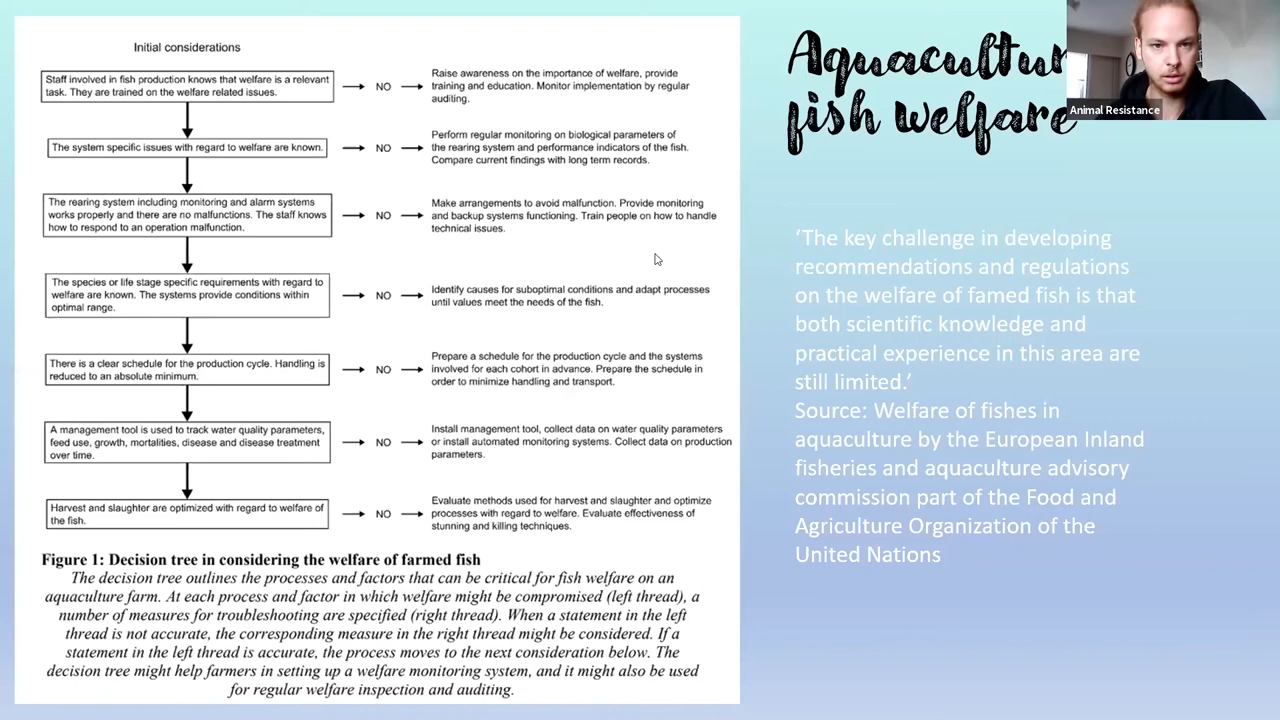 Initial considerations
Staff involved in fish production knows that welfare is a relevant
task. They are trained on the welfare related issues.
NO
Raise awareness on the importance of welfare, provide
training and education. Monitor implementation by regular
auditing.
The system specific issues with regard to welfare are known.
NO
Perform regular monitoring on biological parameters of
the rearing system and performance indicators of the fish.
Compare current findings with long term records.
The rearing system including monitoring and alarm systems
works properly and there are no malfunctions. The staff knows
how to respond to an operation malfunction.
NO
Make arrangements to avoid malfunction. Provide monitoring
and backup systems functioning. Train people on how to handle
technical issues.
The species or life stage specific requirements with regard to
welfare are known. The systems provide conditions within
optimal range.
NO
Identify causes for suboptimal conditions and adapt processes
until values meet the needs of the fish.
There is a clear schedule for the production cycle. Handling is
reduced to an absolute minimum.
NO
Prepare a schedule for the production cycle and the systems
involved for each cohort in advance. Prepare the schedule in
order to minimize handling and transport.
A management tool is used to track water quality parameters,
feed use, growth, mortalities, disease and disease treatment
over time.
NO
Install management tool, collect data on water quality parameters
or install automated monitoring systems. Collect data on production
parameters.
Harvest and slaughter are optimized with regard to welfare of
the fish.
NO
Evaluate methods used for harvest and slaughter and optimize
processes with regard to welfare. Evaluate effectiveness of
stunning and killing techniques.
Figure 1: Decision tree in considering the welfare of farmed fish
The decision tree outlines the processes and factors that can be critical for fish welfare on an
aquaculture farm. At each process and factor in which welfare might be compromised (left thread), a
number of measures for troubleshooting are specified (right thread). When a statement in the left
thread is not accurate, the corresponding measure in the right thread might be considered. If a
statement in the left thread is accurate, the process moves to the next consideration below. The
decision tree might help farmers in setting up a welfare monitoring system, and it might also be used
for regular welfare inspection and auditing.
Aquacultur
fish welfare
Animal Resistance
‘The key challenge in developing
recommendations and regulations
on the welfare of famed fish is that
both scientific knowledge and
practical experience in this area are
still limited.’
Source: Welfare of fishes in
aquaculture by the European Inland
fisheries and aquaculture advisory
commission part of the Food and
Agriculture Organization of the
United Nations